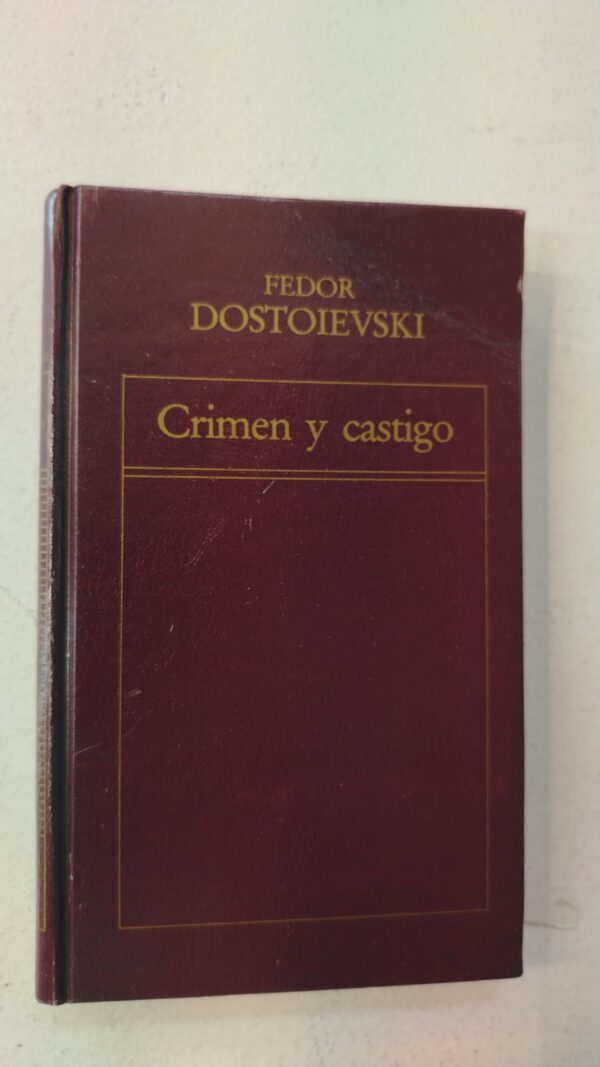 FEDOR
DOSTOIEVSKI
Crimen y castigo